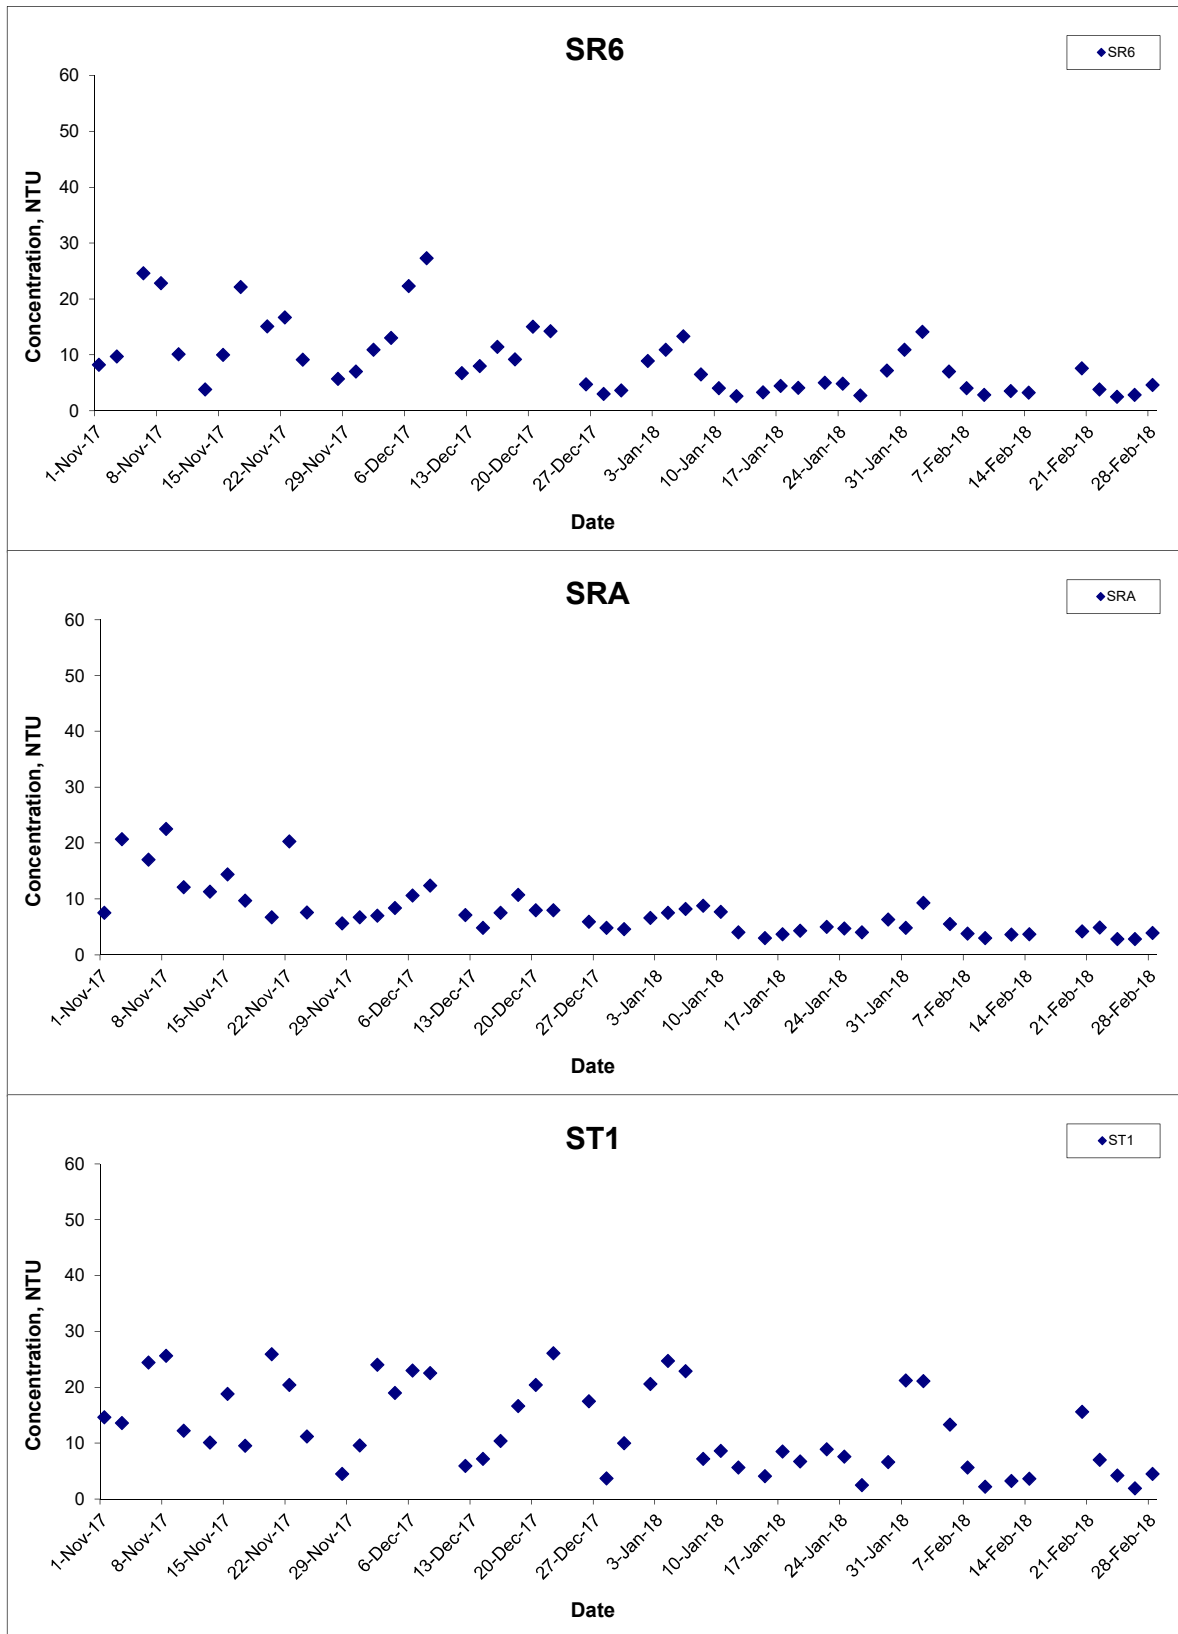 SR6
SR6
60
50
40
30
20
10
0
Concentration, NTU
1-Nov-17
8-Nov-17
15-Nov-17
22-Nov-17
29-Nov-17
6-Dec-17
13-Dec-17
20-Dec-17
27-Dec-17
3-Jan-18
10-Jan-18
17-Jan-18
24-Jan-18
31-Jan-18
7-Feb-18
14-Feb-18
21-Feb-18
28-Feb-18
Date
SRA
SRA
60
50
40
30
20
10
0
Concentration, NTU
1-Nov-17
8-Nov-17
15-Nov-17
22-Nov-17
29-Nov-17
6-Dec-17
13-Dec-17
20-Dec-17
27-Dec-17
3-Jan-18
10-Jan-18
17-Jan-18
24-Jan-18
31-Jan-18
7-Feb-18
14-Feb-18
21-Feb-18
28-Feb-18
Date
ST1
ST1
60
50
40
30
20
10
0
Concentration, NTU
1-Nov-17
8-Nov-17
15-Nov-17
22-Nov-17
29-Nov-17
6-Dec-17
13-Dec-17
20-Dec-17
27-Dec-17
3-Jan-18
10-Jan-18
17-Jan-18
24-Jan-18
31-Jan-18
7-Feb-18
14-Feb-18
21-Feb-18
28-Feb-18
Date